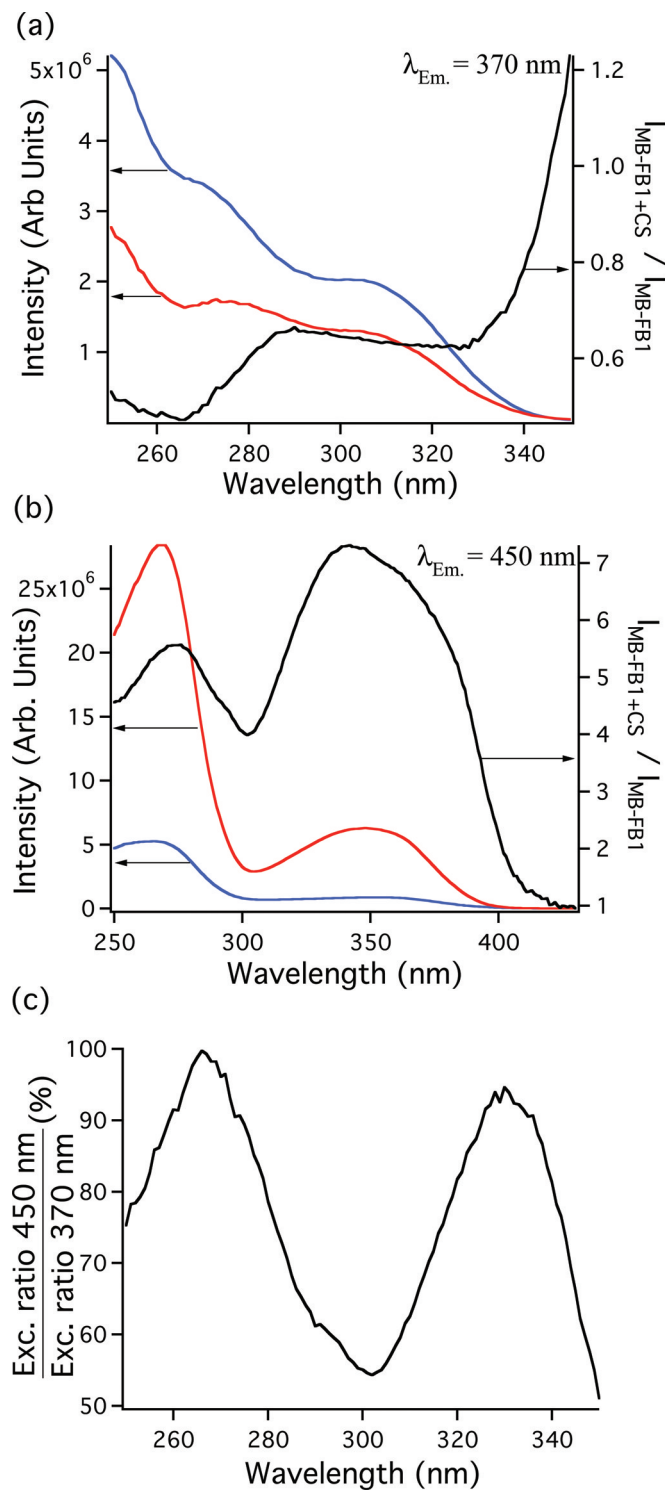 (a)
λEm. = 370 nm
5x10⁶
4
3
2
1
Intensity (Arb Units)
1.2
1.0
0.8
0.6
IMB-FB1+CS / IMB-FB1
260
280
300
320
340
Wavelength (nm)
(b)
λEm. = 450 nm
25x10⁶
20
15
10
5
0
Intensity (Arb. Units)
7
6
5
4
3
2
1
IMB-FB1+CS / IMB-FB1
250
300
350
400
Wavelength (nm)
(c)
100
90
80
70
60
50
Exc. ratio 450 nm (%)
Exc. ratio 370 nm
260
280
300
320
340
Wavelength (nm)